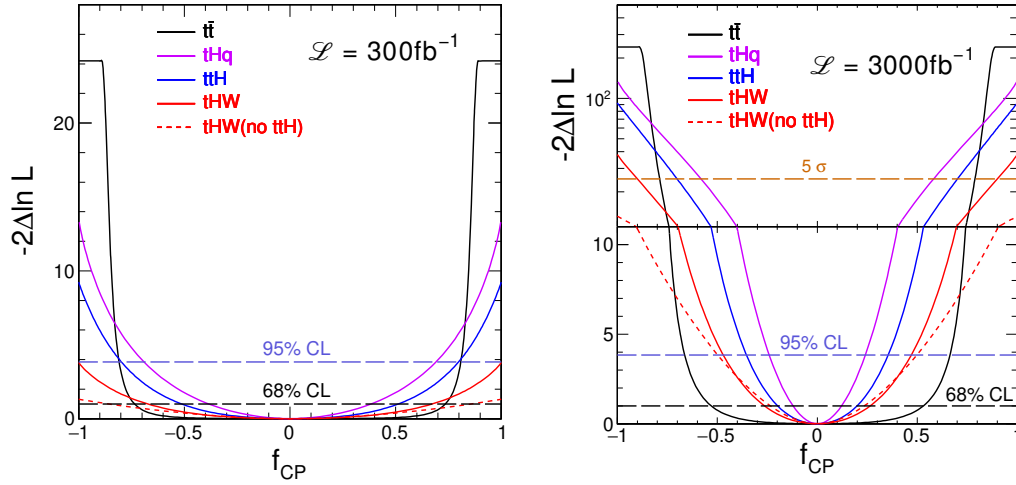 tt̄
tHq
ttH
tHW
tHW(no ttH)
ℒ = 300fb⁻¹
-2Δln L
20
10
0
95% CL
68% CL
-1 -0.5 0 0.5 1
f_CP
tt̄
tHq
ttH
tHW
tHW(no ttH)
ℒ = 3000fb⁻¹
-2Δln L
10²
5 σ
10
5
0
95% CL
68% CL
-1 -0.5 0 0.5 1
f_CP